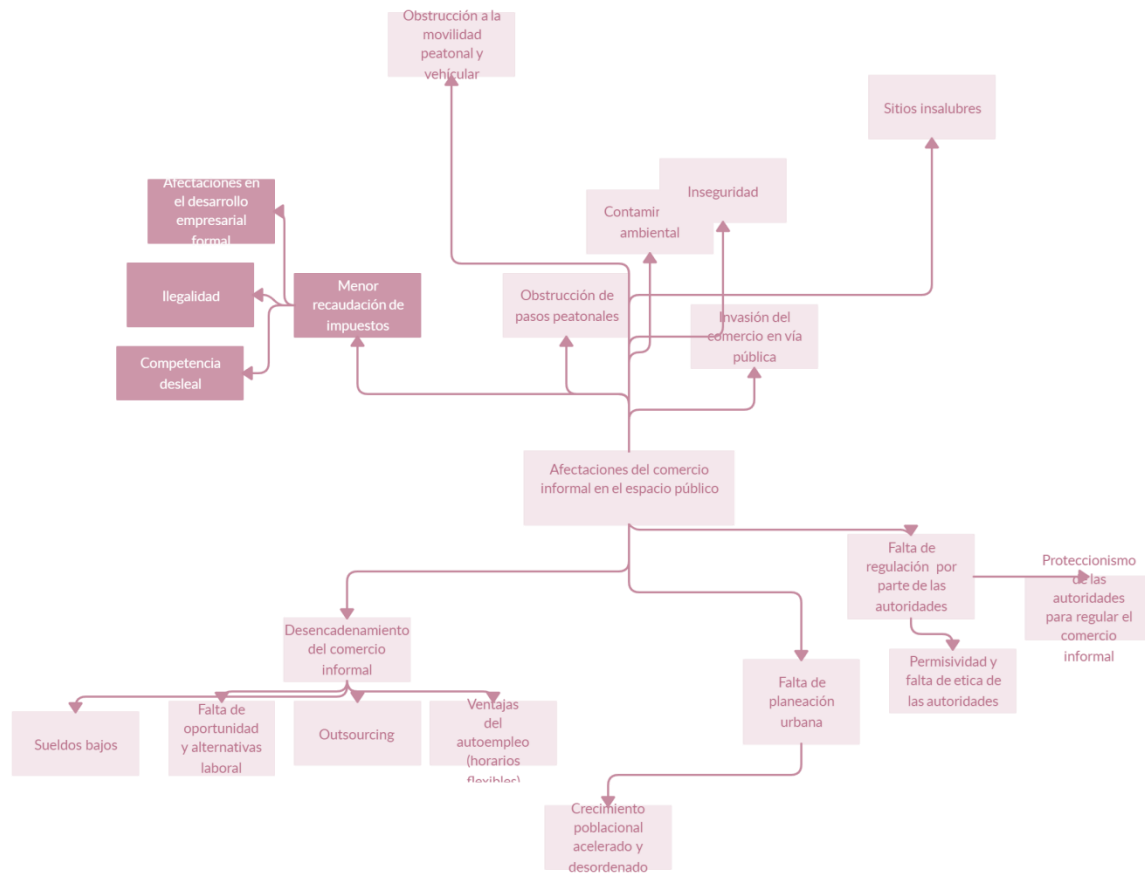 Obstrucción a la
movilidad
peatonal y
vehícular
Sitios insalubres
Inseguridad
Afectaciones en
el desarrollo
empresarial
formal
Contamin
ambiental
Ilegalidad
Menor
recaudación de
impuestos
Obstrucción de
pasos peatonales
Invasión del
comercio en vía
pública
Competencia
desleal
Afectaciones del comercio
informal en el espacio público
Falta de
regulación por
parte de las
autoridades
Proteccionismo
de las
autoridades
para regular el
comercio
informal
Desencadenamiento
del comercio
informal
Permisividad y
falta de etica de
las autoridades
Falta de
planeación
urbana
Sueldos bajos
Falta de
oportunidad
y alternativas
laboral
Outsourcing
Ventajas
del
autoempleo
(horarios
flexibles)
Crecimiento
poblacional
acelerado y
desordenado